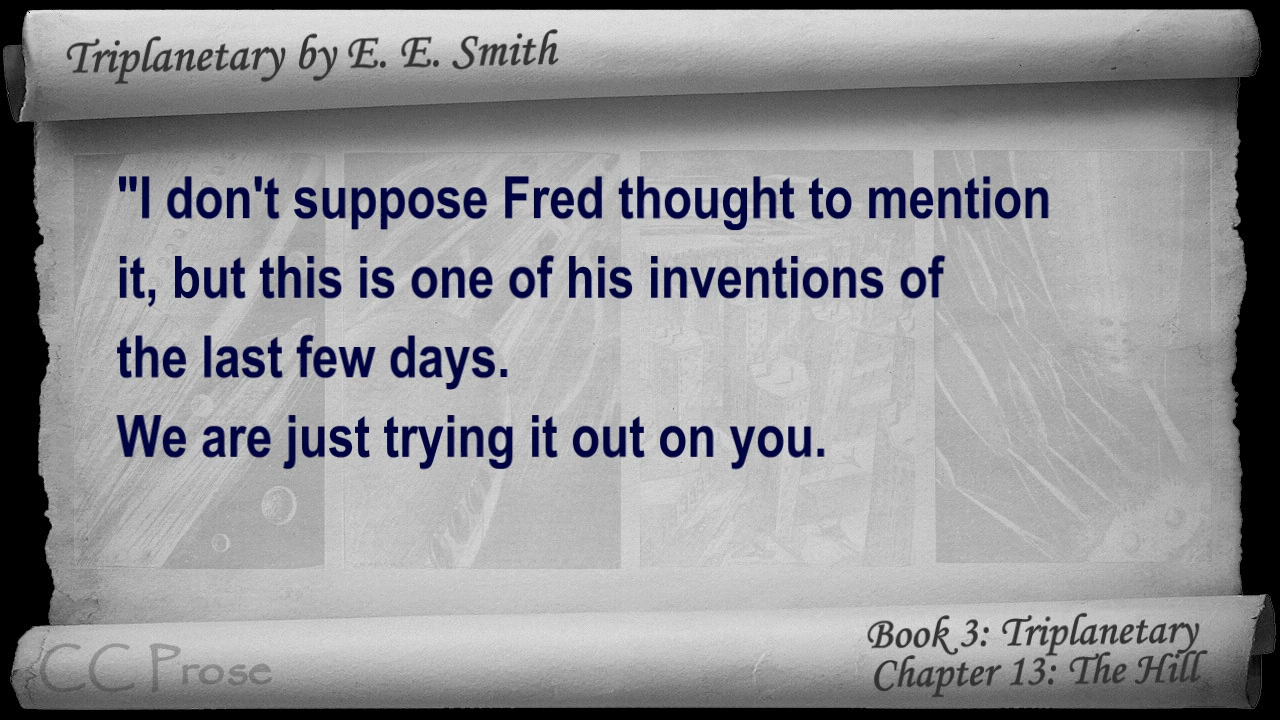 Triplanetary by E. E. Smith
"I don't suppose Fred thought to mention
it, but this is one of his inventions of
the last few days.
We are just trying it out on you.
Book 3: Triplanetary
Chapter 13: The Hill
CC Prose